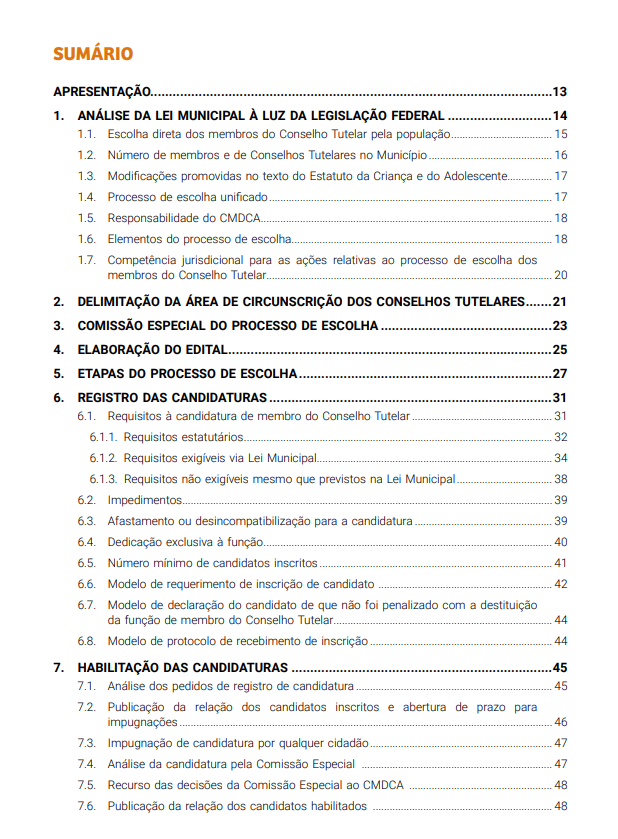 SUMÁRIO
APRESENTAÇÃO....................................................................................................13
1. ANÁLISE DA LEI MUNICIPAL À LUZ DA LEGISLAÇÃO FEDERAL ............................14
1.1. Escolha direta dos membros do Conselho Tutelar pela população.................................. 15
1.2. Número de membros e de Conselhos Tutelares no Município.......................................... 16
1.3. Modificações promovidas no texto do Estatuto da Criança e do Adolescente............... 17
1.4. Processo de escolha unificado................................................................................................ 17
1.5. Responsabilidade do CMDCA................................................................................................... 18
1.6. Elementos do processo de escolha........................................................................................ 18
1.7. Competência jurisdicional para as ações relativas ao processo de escolha dos
membros do Conselho Tutelar................................................................................................ 20
2. DELIMITAÇÃO DA ÁREA DE CIRCUNSCRIÇÃO DOS CONSELHOS TUTELARES.......21
3. COMISSÃO ESPECIAL DO PROCESSO DE ESCOLHA ..............................................23
4. ELABORAÇÃO DO EDITAL......................................................................................25
5. ETAPAS DO PROCESSO DE ESCOLHA....................................................................27
6. REGISTRO DAS CANDIDATURAS............................................................................31
6.1. Requisitos à candidatura de membro do Conselho Tutelar ............................................... 31
6.1.1. Requisitos estatutários........................................................................................................ 32
6.1.2. Requisitos exigíveis via Lei Municipal................................................................................ 34
6.1.3. Requisitos não exigíveis mesmo que previstos na Lei Municipal................................ 38
6.2. Impedimentos............................................................................................................................. 39
6.3. Afastamento ou desincompatibilização para a candidatura.............................................. 39
6.4. Dedicação exclusiva à função.................................................................................................. 40
6.5. Número mínimo de candidatos inscritos............................................................................... 41
6.6. Modelo de requerimento de inscrição de candidato .......................................................... 42
6.7. Modelo de declaração do candidato de que não foi penalizado com a destituição
da função de membro do Conselho Tutelar.......................................................................... 44
6.8. Modelo de protocolo de recebimento de inscrição............................................................. 44
7. HABILITAÇÃO DAS CANDIDATURAS ......................................................................45
7.1. Análise dos pedidos de registro de candidatura.................................................................. 45
7.2. Publicação da relação dos candidatos inscritos e abertura de prazo para
impugnações............................................................................................................................... 46
7.3. Impugnação de candidatura por qualquer cidadão............................................................. 47
7.4. Análise da candidatura pela Comissão Especial ................................................................ 47
7.5. Recurso das decisões da Comissão Especial ao CMDCA ................................................ 48
7.6. Publicação da relação dos candidatos habilitados ............................................................ 48